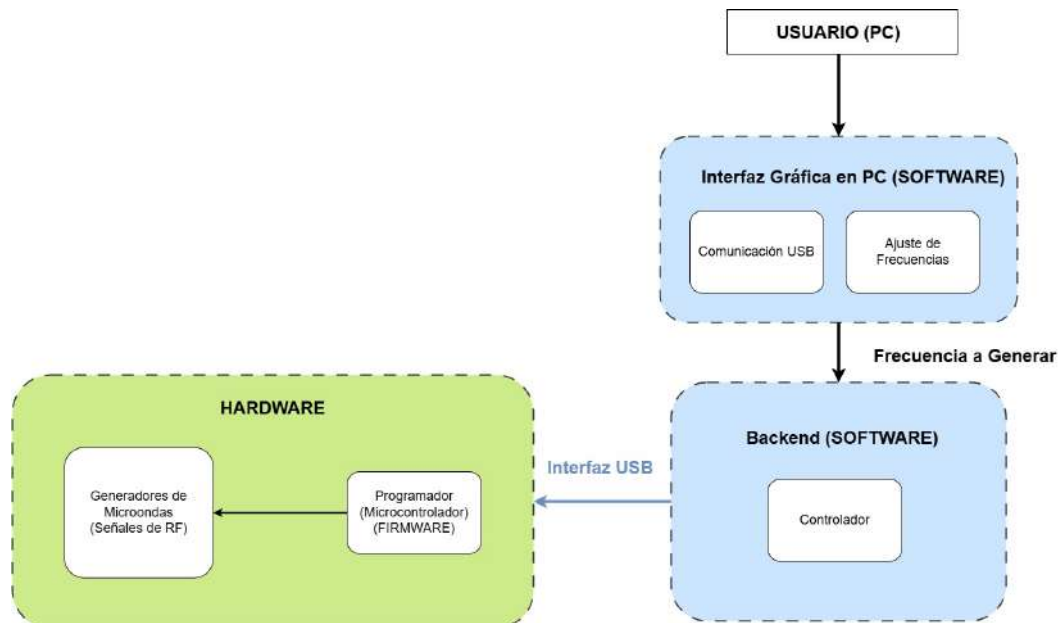 USUARIO (PC)
Interfaz Gráfica en PC (SOFTWARE)
Comunicación USB
Ajuste de
Frecuencias
Frecuencia a Generar
Backend (SOFTWARE)
Controlador
Interfaz USB
HARDWARE
Programador
(Microcontrolador)
(FIRMWARE)
Generadores de
Microondas
(Señales de RF)